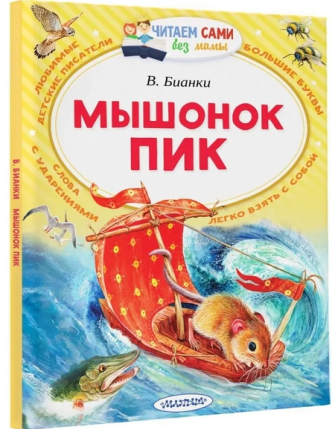 ЧИТАЕМ САМИ
без мамы
ЛЮБИМЫЕ
ДЕТСКИЕ ПИСАТЕЛИ
БОЛЬШИЕ БУКВЫ
В. Бианки
МЫШОНОК
ПИК
СЛОВА
С УДАРЕНИЯМИ
ЛЕГКО ВЗЯТЬ С СОБОЙ
В. БИАНКИ МЫШОНОК ПИК
МАЛЫШ